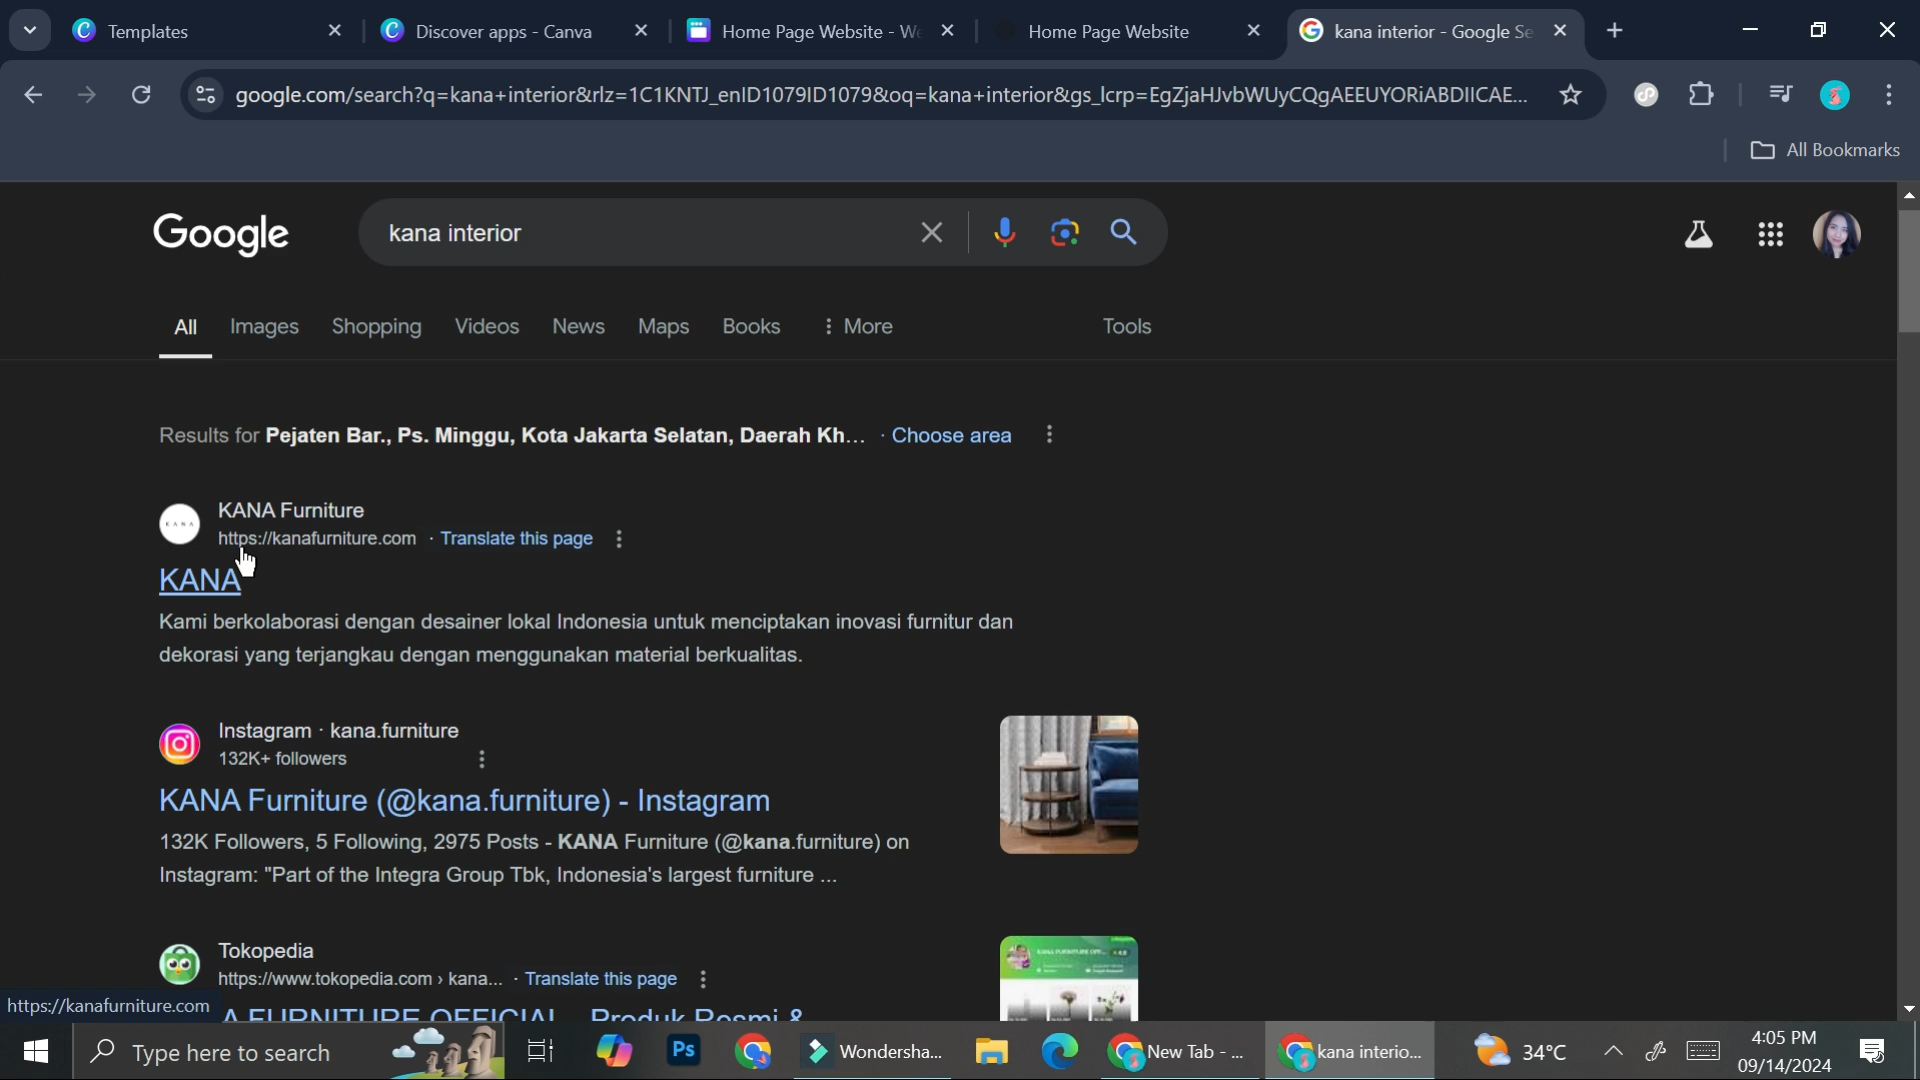 Templates
Discover apps - Canva
Home Page Website - We
Home Page Website
kana interior - Google Se
google.com/search?q=kana+interior&rlz=1C1KNTJ_enID1079ID1079&oq=kana+interior&gs_lcrp=EgZjaHJvbWUyCQgAEEUYORiABDIICAE...
All Bookmarks
Google
kana interior
All
Images
Shopping
Videos
News
Maps
Books
More
Tools
Results for Pejaten Bar., Ps. Minggu, Kota Jakarta Selatan, Daerah Kh... · Choose area
KANA
KANA Furniture
https://kanafurniture.com · Translate this page
KANA
Kami berkolaborasi dengan desainer lokal Indonesia untuk menciptakan inovasi furnitur dan
dekorasi yang terjangkau dengan menggunakan material berkualitas.
Instagram · kana.furniture
132K+ followers
KANA Furniture (@kana.furniture) - Instagram
132K Followers, 5 Following, 2975 Posts - KANA Furniture (@kana.furniture) on
Instagram: "Part of the Integra Group Tbk, Indonesia's largest furniture ...
Tokopedia
https://www.tokopedia.com › kana... · Translate this page
A FURNITURE OFFICIAL - Produk Resmi &
https://kanafurniture.com
Type here to search
Ps
Wondersha...
New Tab - ...
kana interio...
34°C
4:05 PM
09/14/2024